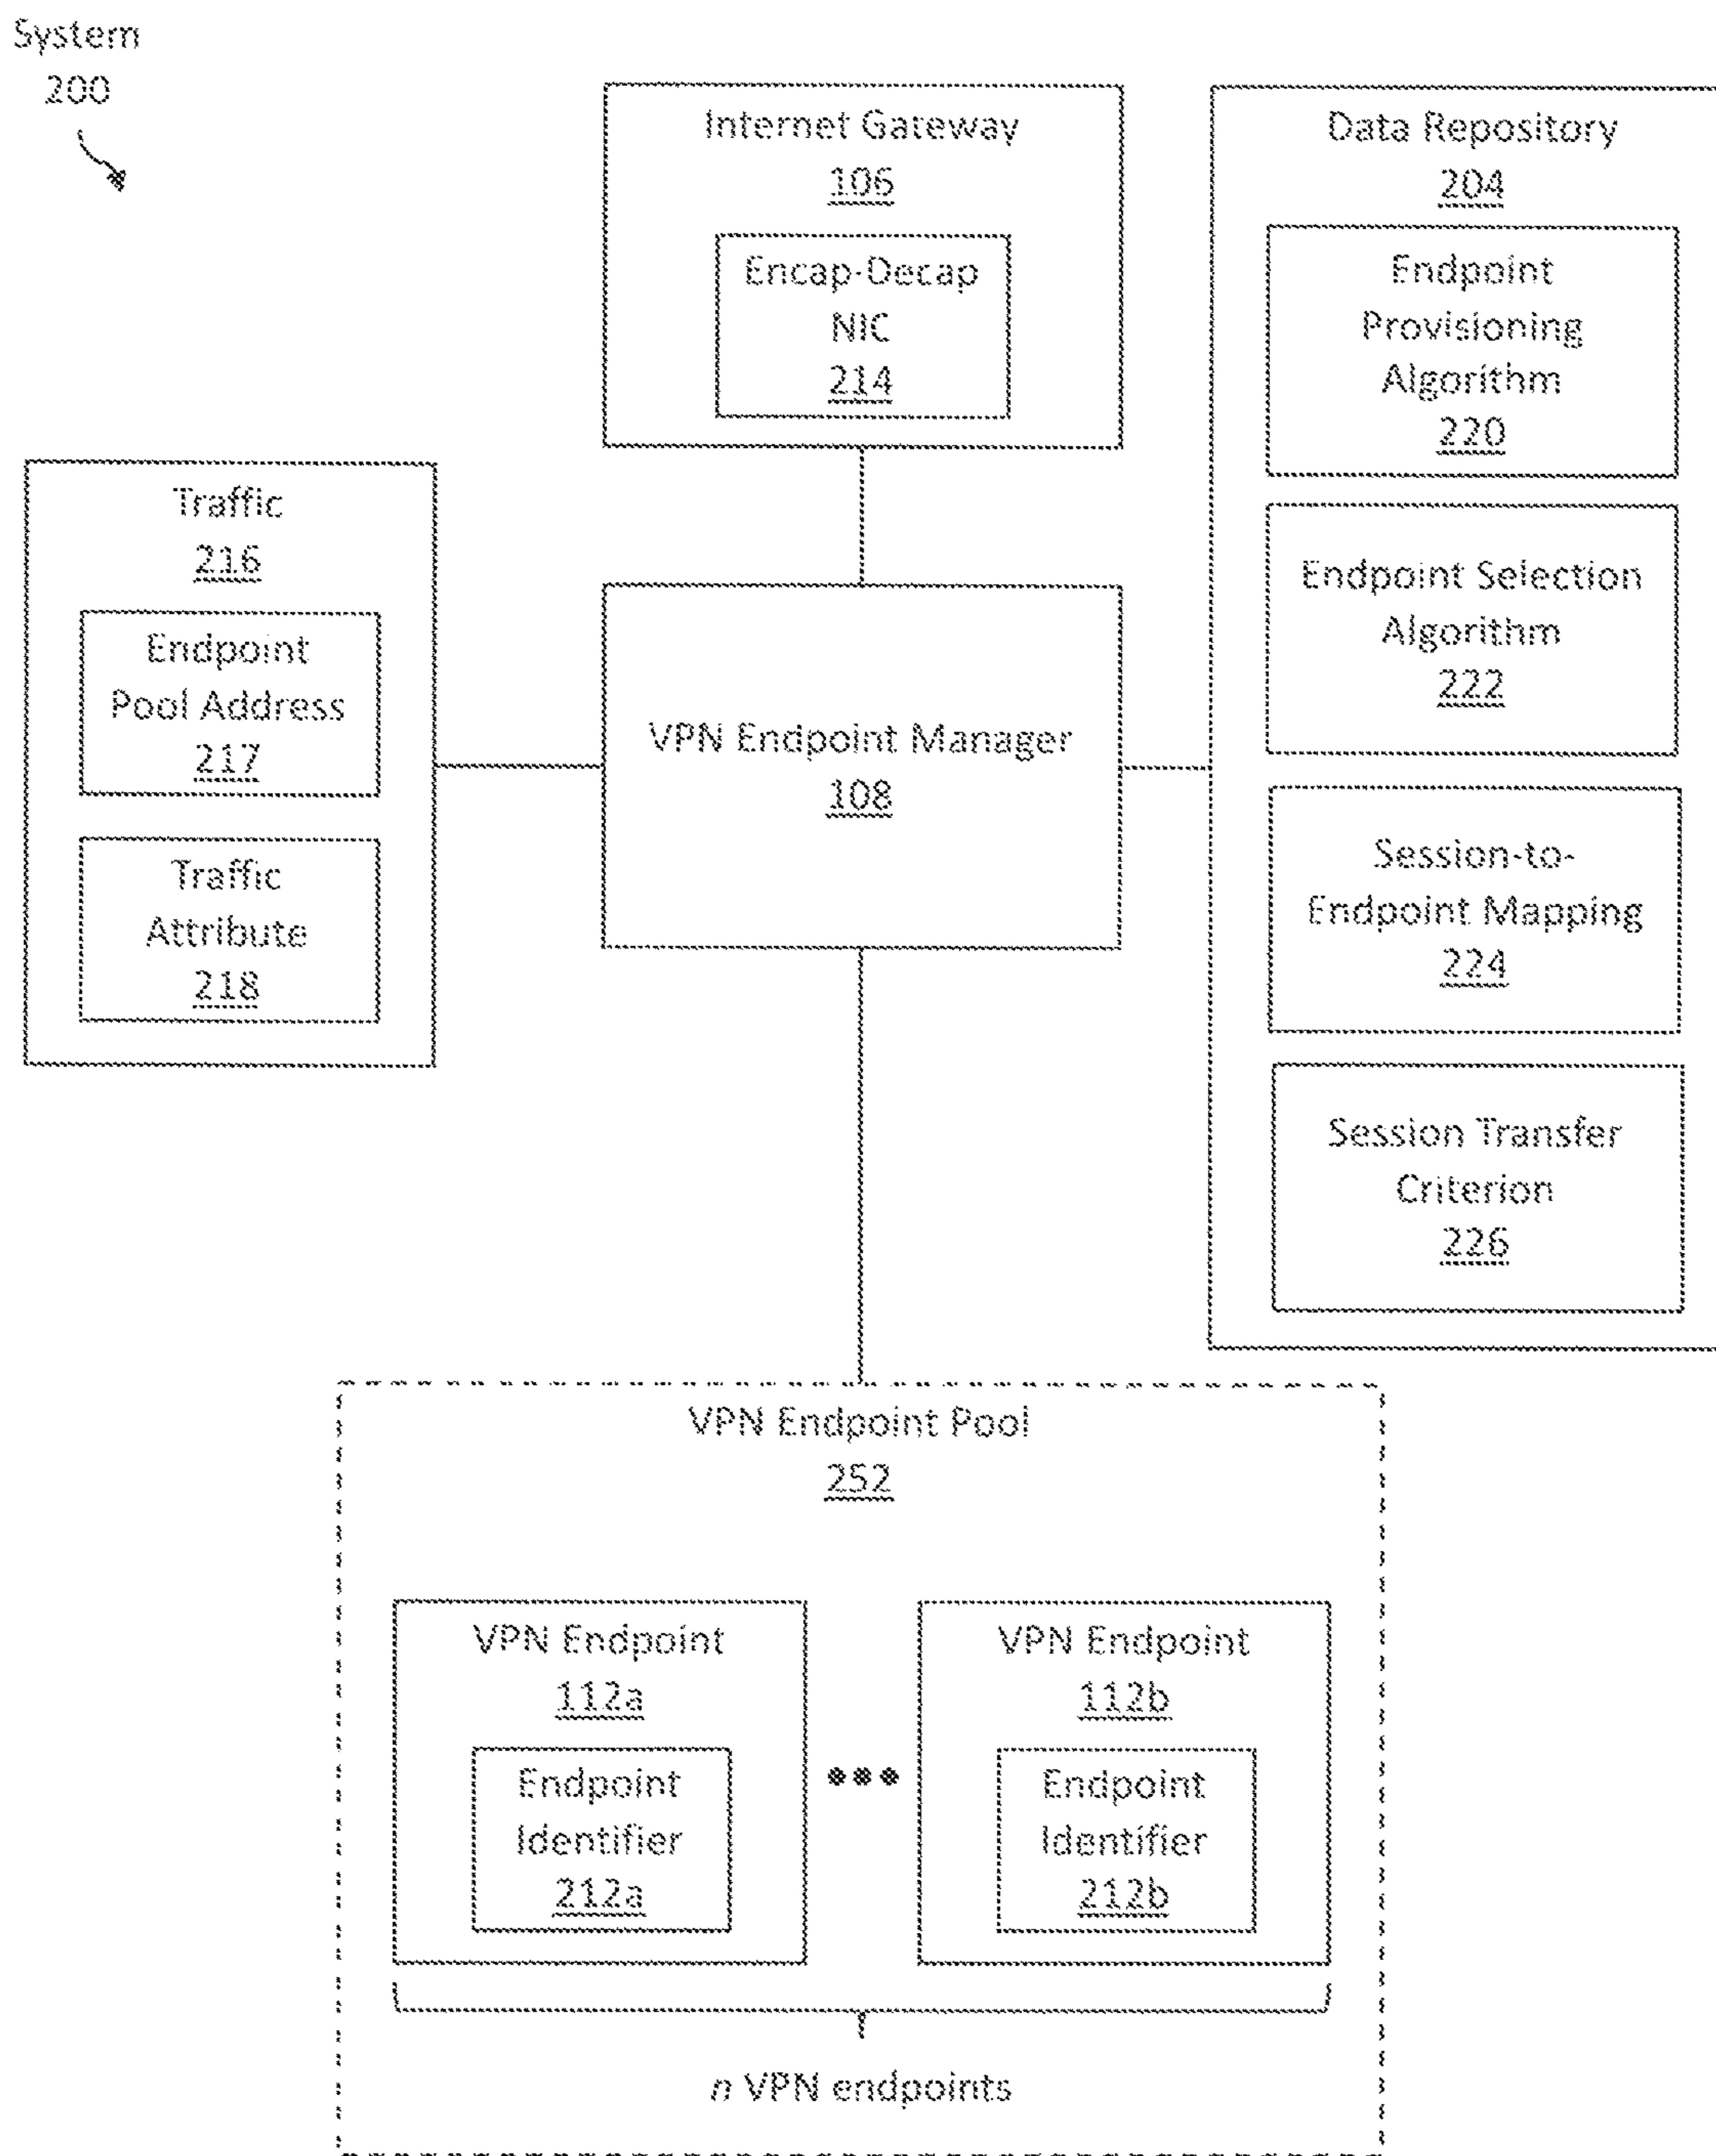 System
200
Internet Gateway
106
Encap-Decap
NIC
214
Data Repository
204
Endpoint
Provisioning
Algorithm
220
Endpoint Selection
Algorithm
222
Session-to-
Endpoint Mapping
224
Session Transfer
Criterion
226
Traffic
216
Endpoint
Pool Address
217
Traffic
Attribute
218
VPN Endpoint Manager
108
VPN Endpoint Pool
252
VPN Endpoint
112a
Endpoint
Identifier
212a
VPN Endpoint
112b
Endpoint
Identifier
212b
n VPN endpoints